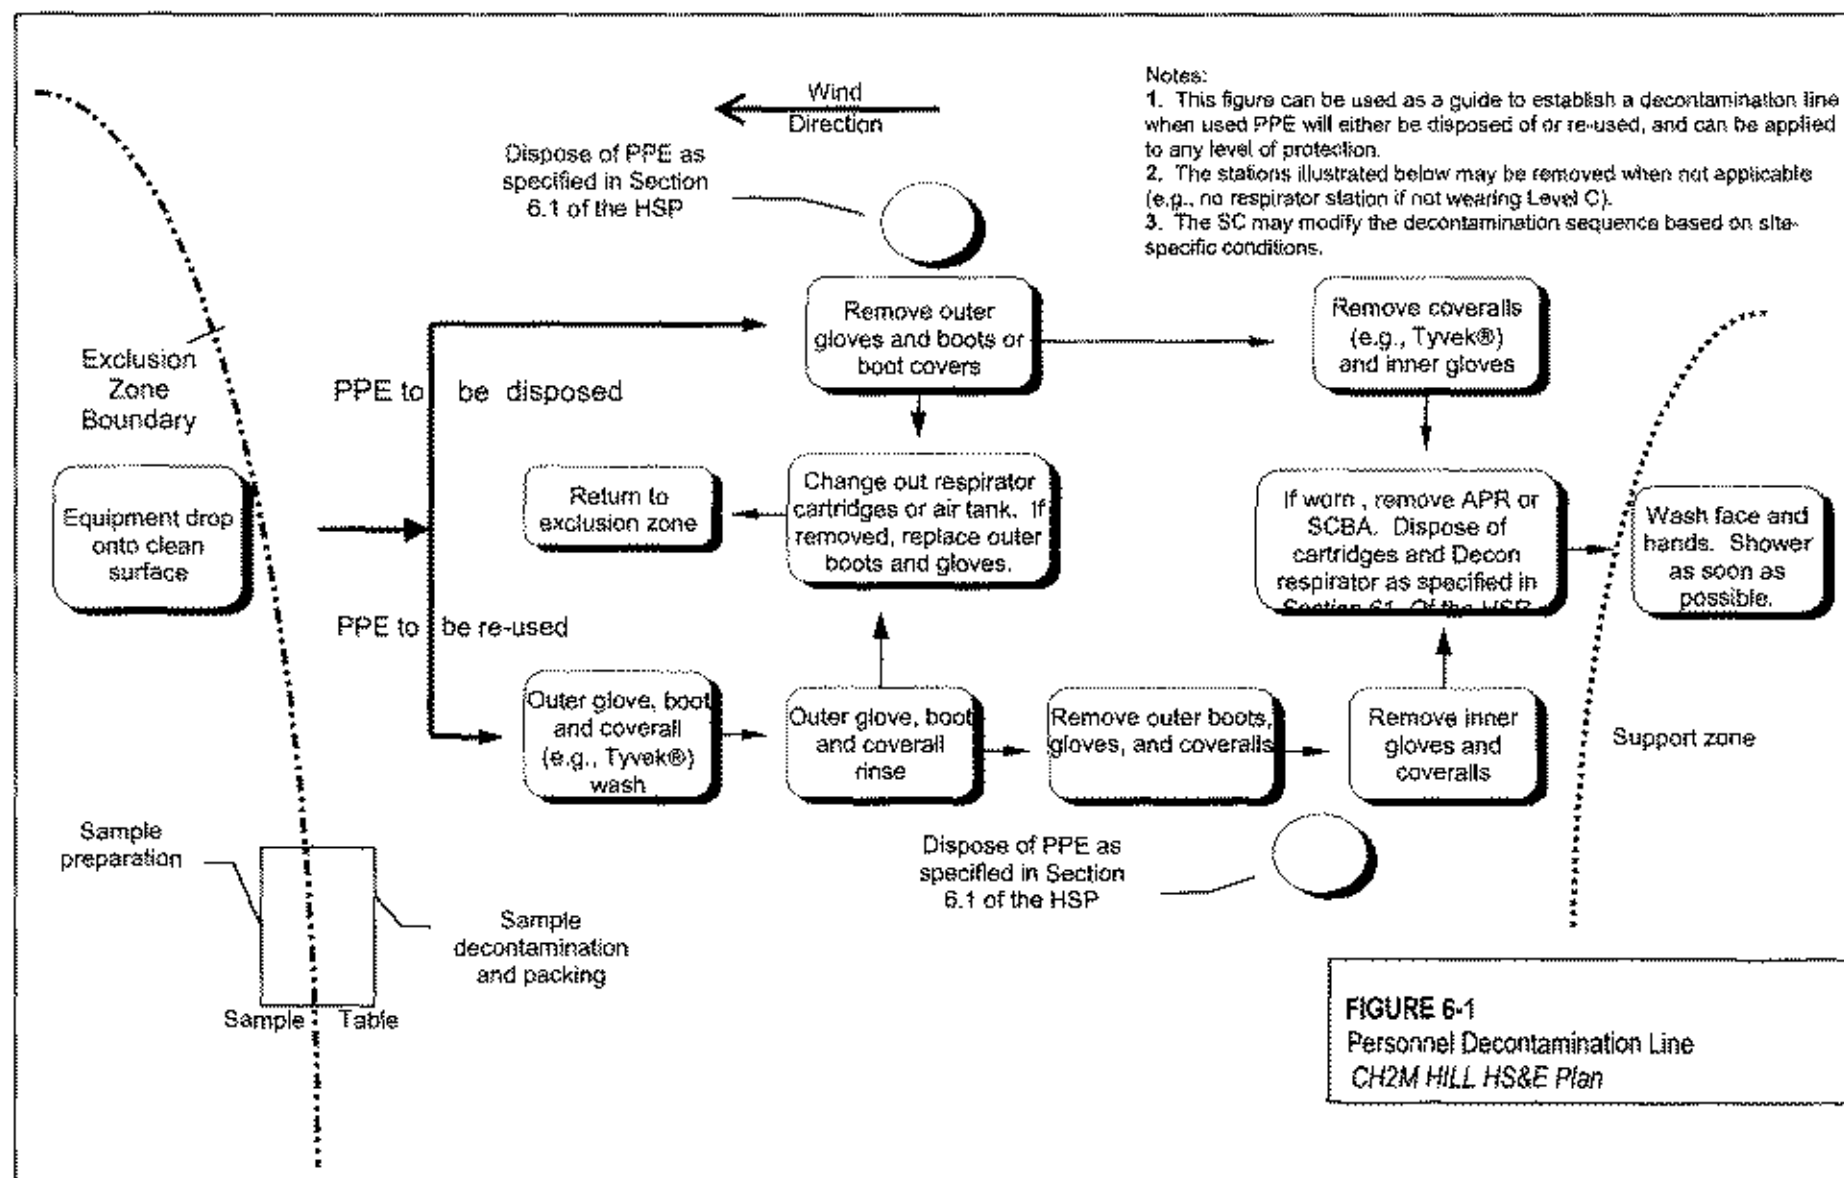 Notes:
1. This figure can be used as a guide to establish a decontamination line
when used PPE will either be disposed of or re-used, and can be applied
to any level of protection.
2. The stations illustrated below may be removed when not applicable
(e.g., no respirator station if not wearing Level C).
3. The SC may modify the decontamination sequence based on site-
specific conditions.
Wind
Direction
Dispose of PPE as
specified in Section
6.1 of the HSP
Exclusion
Zone
Boundary
Equipment drop
onto clean
surface
PPE to be disposed
Remove outer
gloves and boots or
boot covers
Remove coveralls
(e.g., Tyvek®)
and inner gloves
Return to
exclusion zone
Change out respirator
cartridges or air tank. If
removed, replace outer
boots and gloves.
If worn , remove APR or
SCBA. Dispose of
cartridges and Decon
respirator as specified in
Section 61. Of the HSP
Wash face and
hands. Shower
as soon as
possible.
PPE to be re-used
Outer glove, boot
and coverall
(e.g., Tyvek®)
wash
Outer glove, boot
and coverall
rinse
Remove outer boots,
gloves, and coveralls
Remove inner
gloves and
coveralls
Support zone
Sample
preparation
Sample
decontamination
and packing
Sample Table
Dispose of PPE as
specified in Section
6.1 of the HSP
FIGURE 6-1
Personnel Decontamination Line
CH2M HILL HS&E Plan